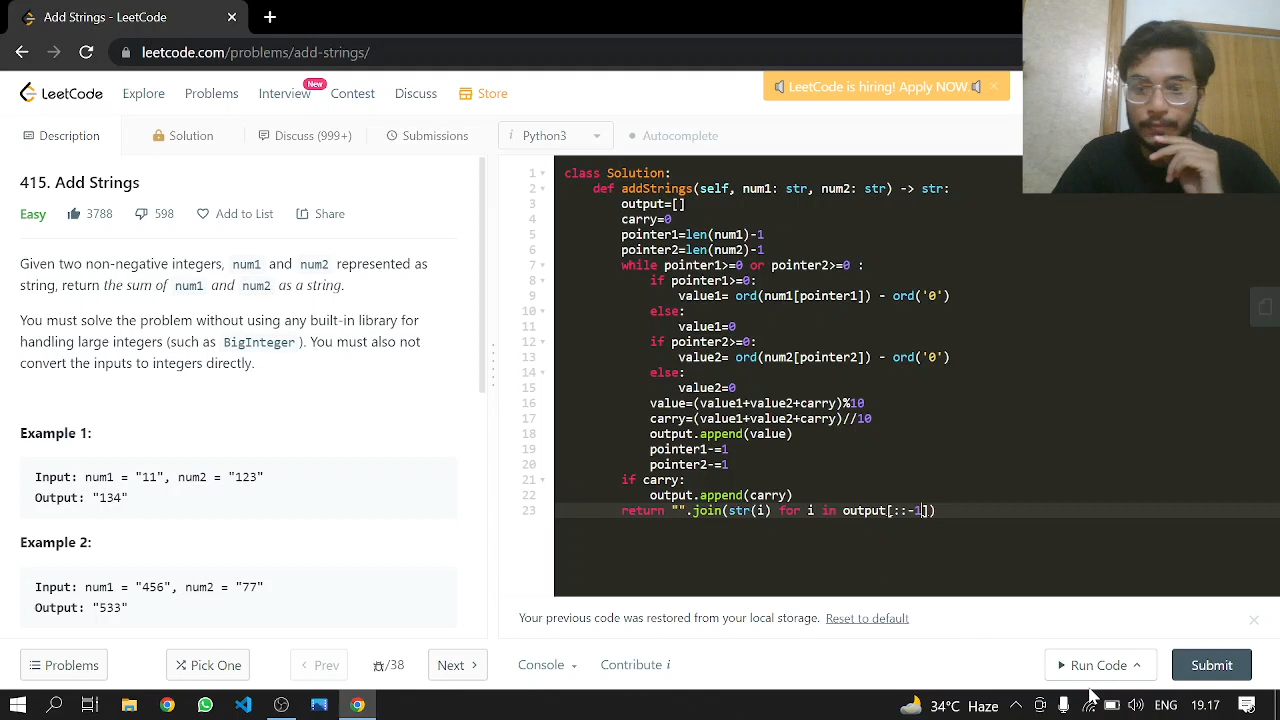 LeetCode
415. Add Strings - LeetCode
leetcode.com/problems/add-strings/
LeetCode
Explore
Problems
Interview
New
Contest
Discuss
Store
LeetCode is hiring! Apply NOW.
Description
Solution
Discuss (999+)
Submissions
i Python3
Autocomplete
415. Add Strings
Easy
598
Add to List
Share
Given two non-negative integers, num1 and num2 represented as
string, return the sum of num1 and num2 as a string.
You must solve the problem without using any built-in library for
handling large integers (such as BigInteger). You must also not
convert the inputs to integers directly.
Example 1:
Input: num1 = "11", num2 = "123"
Output: "134"
Example 2:
Input: num1 = "456", num2 = "77"
Output: "533"
1 class Solution:
2 def addStrings(self, num1: str, num2: str) -> str:
3 output=[]
4 carry=0
5 pointer1=len(num1)-1
6 pointer2=len(num2)-1
7 while pointer1>=0 or pointer2>=0 :
8 if pointer1>=0:
9 value1= ord(num1[pointer1]) - ord('0')
10 else:
11 value1=0
12 if pointer2>=0:
13 value2= ord(num2[pointer2]) - ord('0')
14 else:
15 value2=0
16 value=(value1+value2+carry)%10
17 carry=(value1+value2+carry)//10
18 output.append(value)
19 pointer1-=1
20 pointer2-=1
21 if carry:
22 output.append(carry)
23 return "".join(str(i) for i in output[::-1])
Your previous code was restored from your local storage. Reset to default
Problems
Pick One
Prev
/38
Next
Console
Contribute i
Run Code
Submit
34°C Haze
ENG
19.17